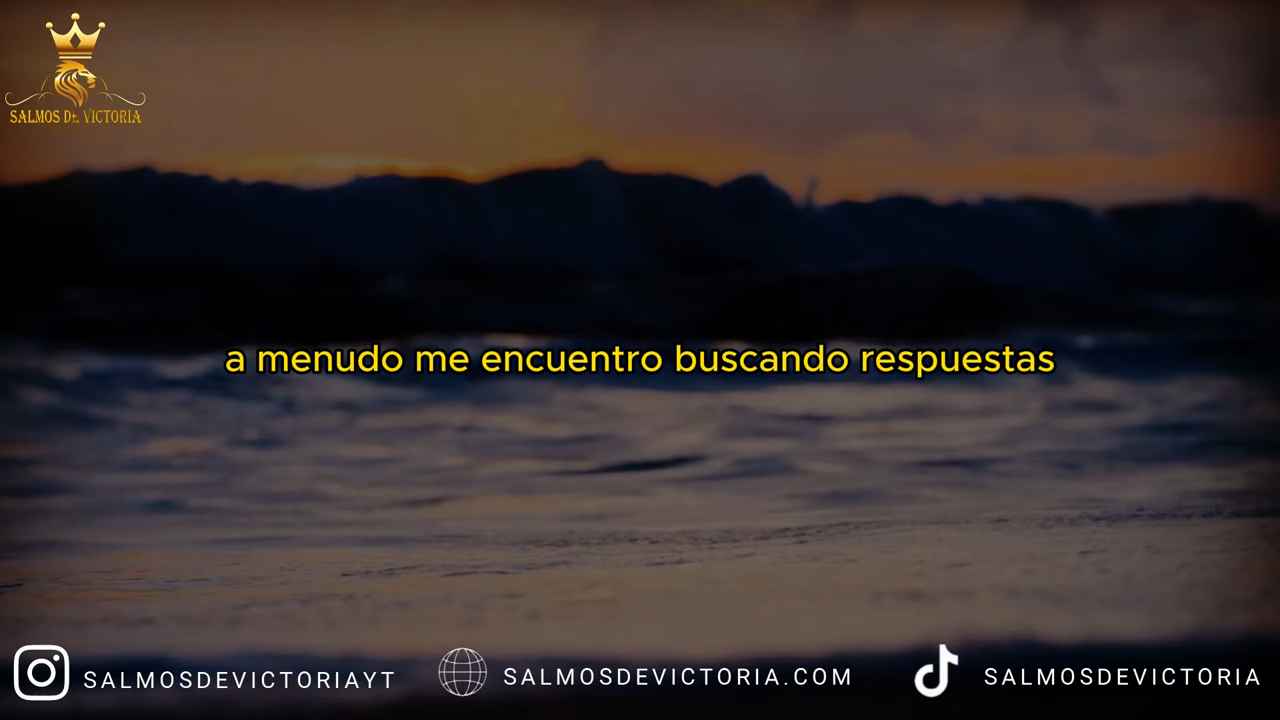 SALMOS DE VICTORIA
a menudo me encuentro buscando respuestas
SALMOSDEVICTORIAYT
SALMOSDEVICTORIA.COM
SALMOSDEVICTORIA